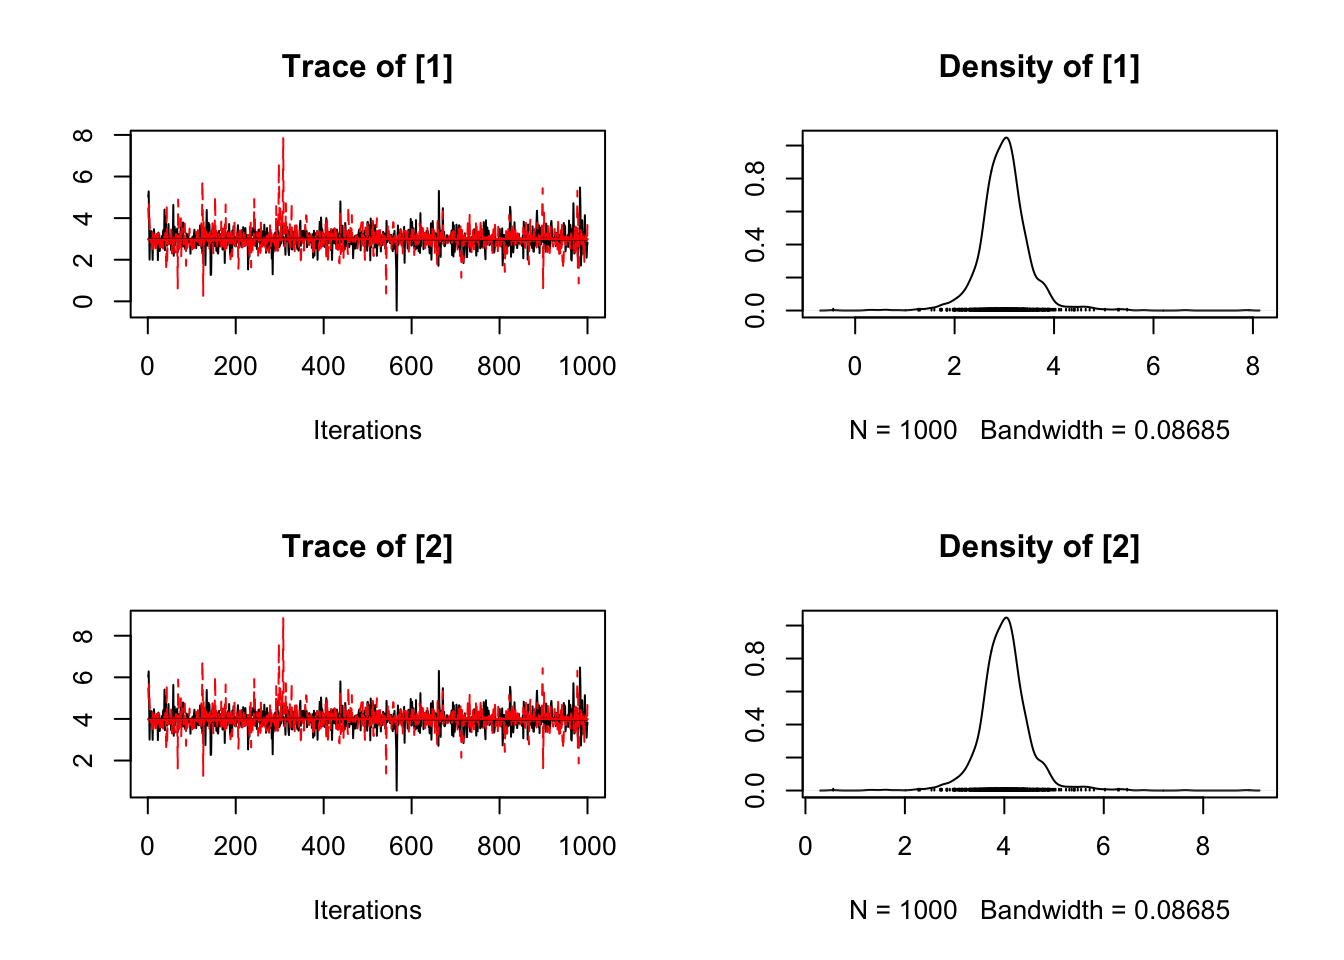 Trace of [1]
8
6
4
2
0
0 200 400 600 800 1000
Iterations
Density of [1]
0.8
0.4
0.0
0 2 4 6 8
N = 1000 Bandwidth = 0.08685
Trace of [2]
8
6
4
2
0 200 400 600 800 1000
Iterations
Density of [2]
0.8
0.4
0.0
0 2 4 6 8
N = 1000 Bandwidth = 0.08685